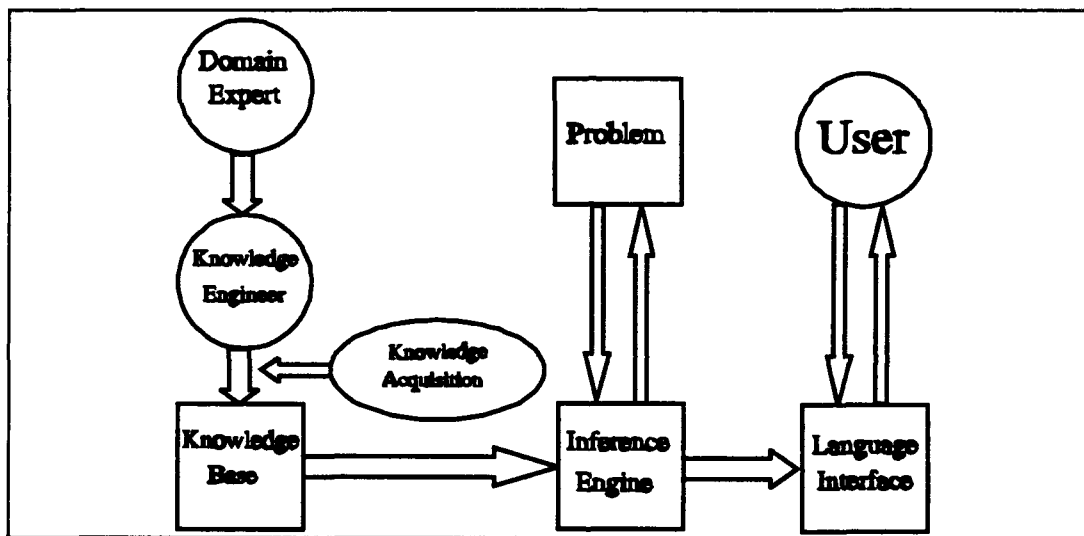 Domain
Expert
Problem
User
Knowledge
Engineer
Knowledge
Acquisition
Knowledge
Base
Inference
Engine
Language
Interface